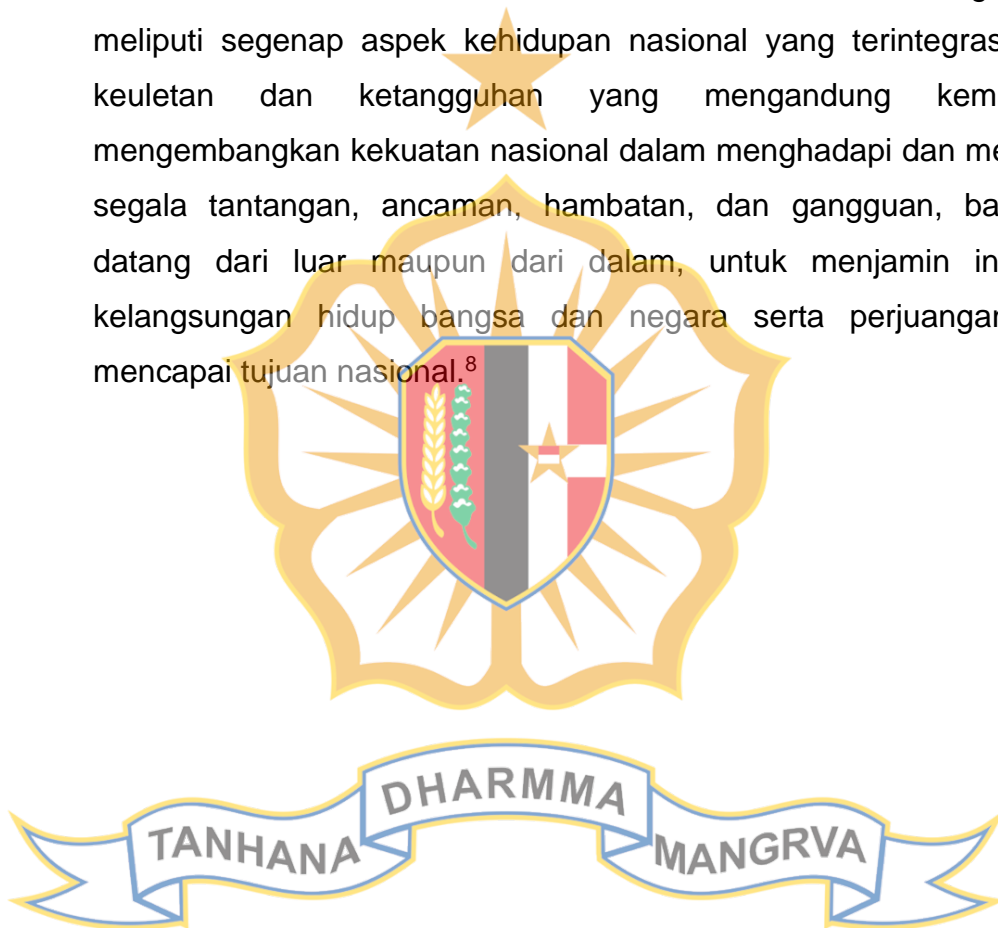 meliputi segenap aspek kehidupan nasional yang terintegras
keuletan dan ketangguhan yang mengandung kem
mengembangkan kekuatan nasional dalam menghadapi dan me
segala tantangan, ancaman, hambatan, dan gangguan, ba
datang dari luar maupun dari dalam, untuk menjamin in
kelangsungan hidup bangsa dan negara serta perjuangan
mencapai tujuan nasional.8
TANHANA DHARMMA MANGRVA